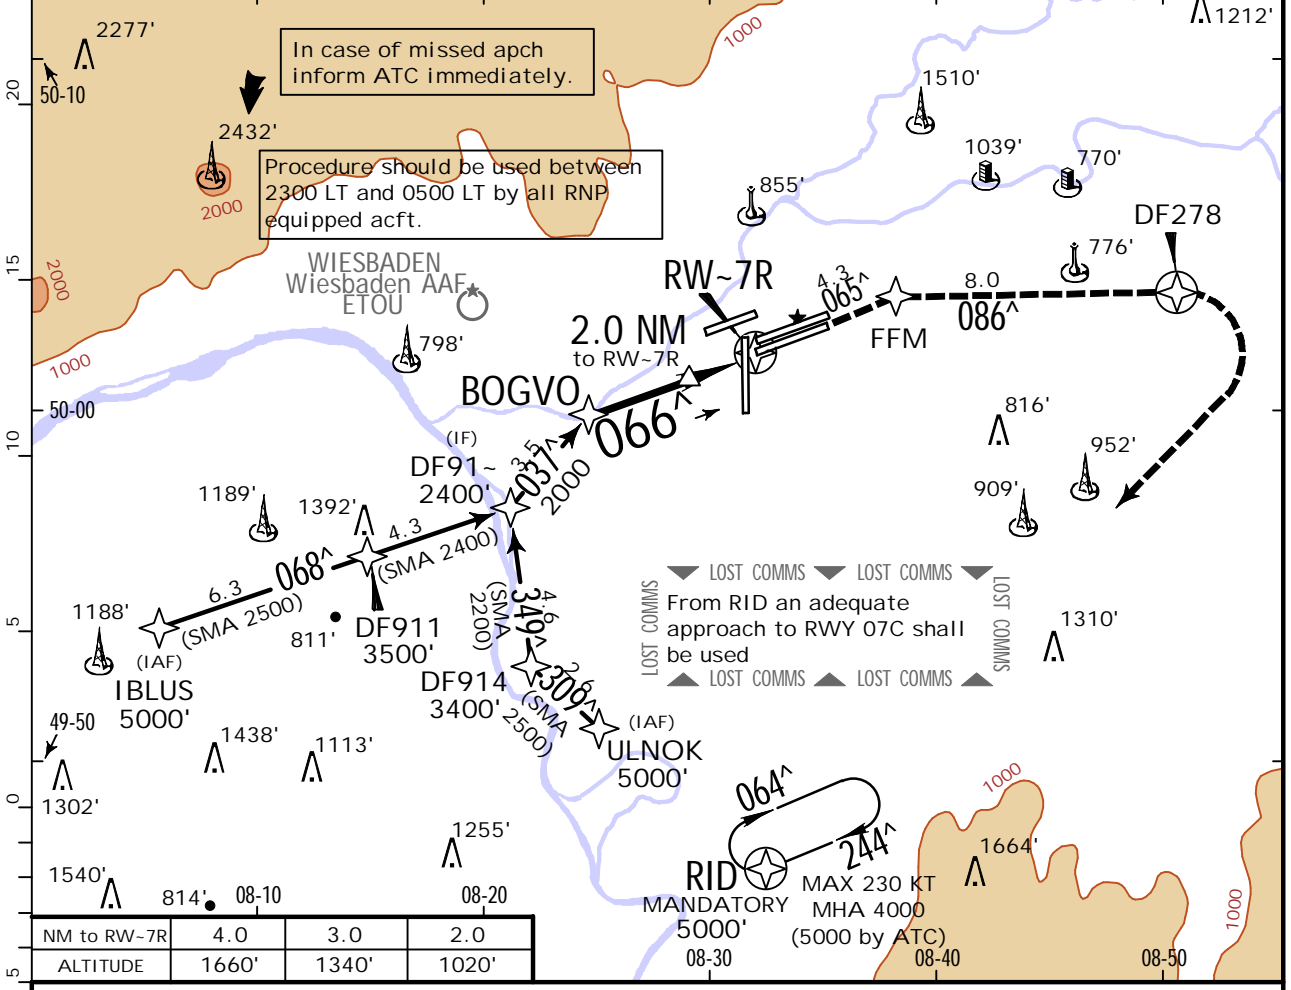 2277'
1000
1212'
In case of missed apch
inform ATC immediately.
50-10
20
1510'
2432'
1039'
770'
Procedure should be used between
2300 LT and 0500 LT by all RNP
equipped acft.
855'
2000
DF278
776'
WIESBADEN
Wiesbaden AAF
ETOU
RW~7R
4.3
065^
8.0
086^
FFM
15
2000
2.0 NM
to RW~7R
798'
1000
BOGVO
066^
50-00
816'
10
(IF)
DF91~
2400'
3.5
037^
2000
952'
909'
1189'
1392'
4.3
(SMA 2400)
068^
6.3
(SMA 2500)
349^
4.6
(SMA
2200)
LOST COMMS
LOST COMMS
LOST COMMS
LOST COMMS
From RID an adequate
approach to RWY 07C shall
be used
LOST COMMS
LOST COMMS
1310'
5
1188'
811'
DF911
3500'
(IAF)
IBLUS
5000'
DF914
3400'
2.6
309^
(SMA
2500)
(IAF)
ULNOK
5000'
49-50
1438'
1113'
1302'
0
064^
244^
1000
1255'
1664'
RID
MANDATORY
5000'
MAX 230 KT
MHA 4000
(5000 by ATC)
1540'
814'
08-10
08-20
08-30
08-40
08-50
1000
5
NM to RW~7R 4.0 3.0 2.0
ALTITUDE 1660' 1340' 1020'